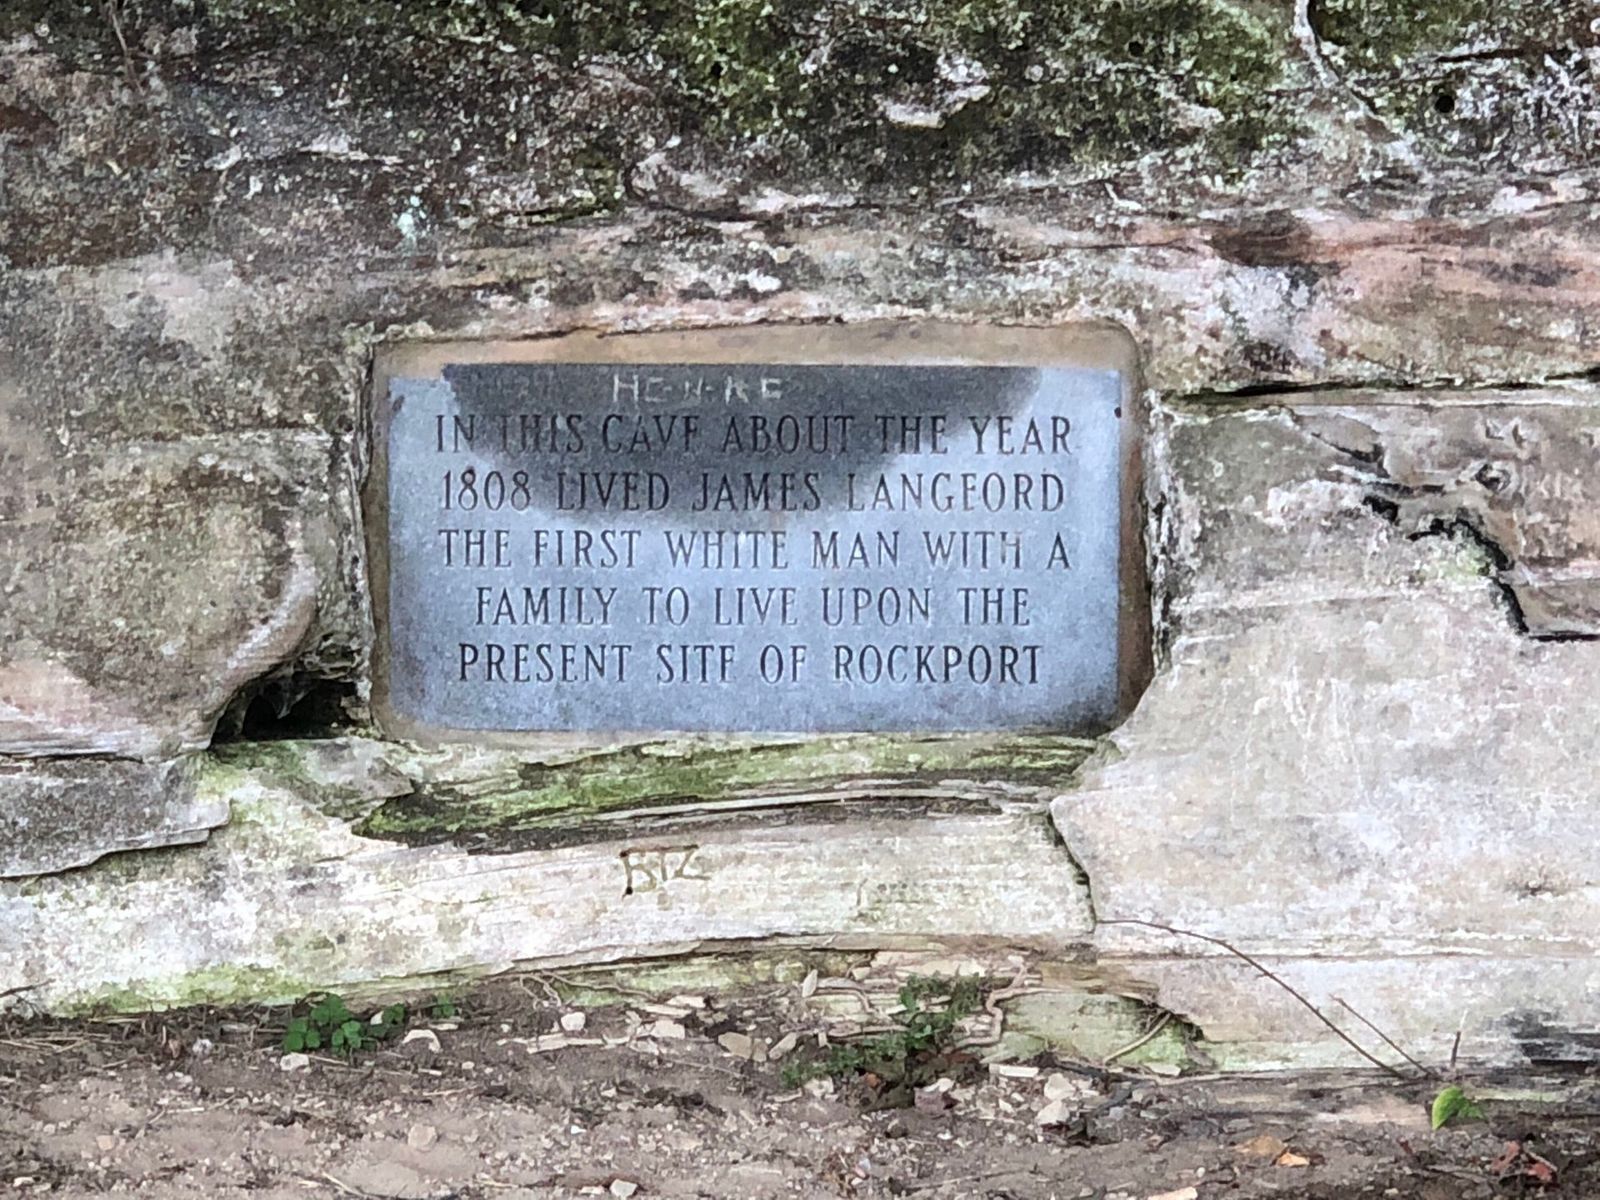 IN THIS CAVE ABOUT THE YEAR
1808 LIVED JAMES LANGFORD
THE FIRST WHITE MAN WITH A
FAMILY TO LIVE UPON THE
PRESENT SITE OF ROCKPORT